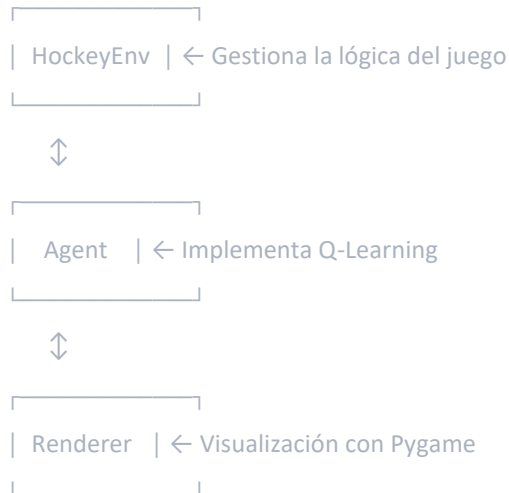 HockeyEnv ← Gestiona la lógica del juego
↕
Agent ← Implementa Q-Learning
↕
Renderer ← Visualización con Pygame